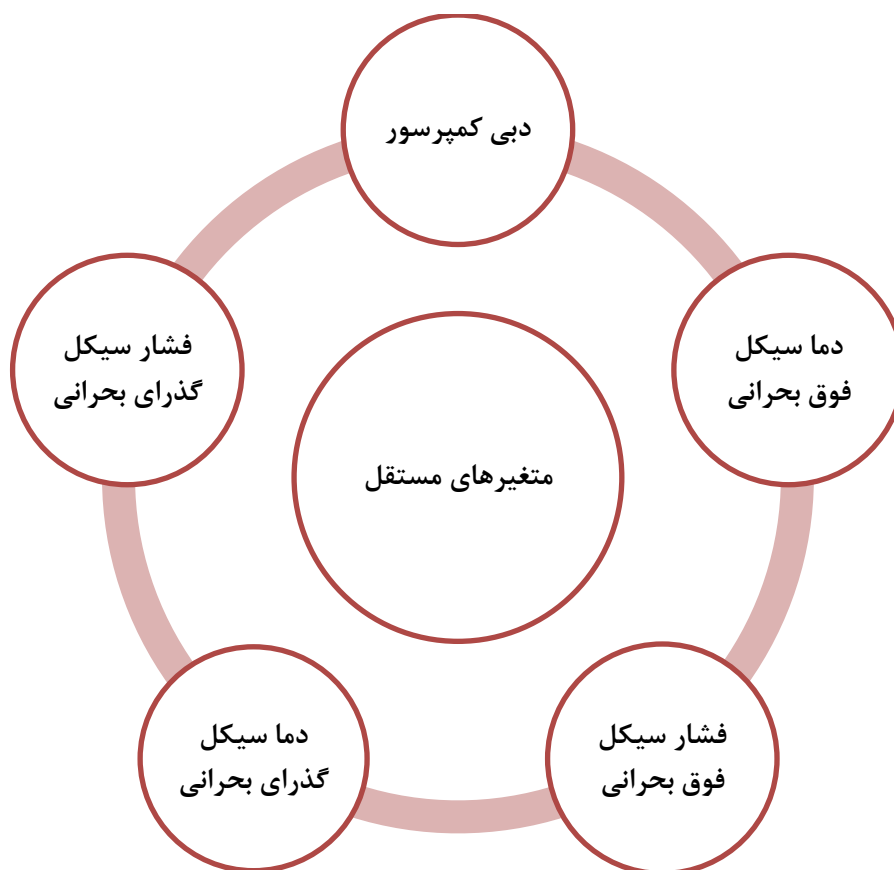 دبی کمپرسور
دما سیکل
فوق بحرانی
فشار سیکل
گذرای بحرانی
متغیرهای مستقل
فشار سیکل
فوق بحرانی
دما سیکل
گذرای بحرانی